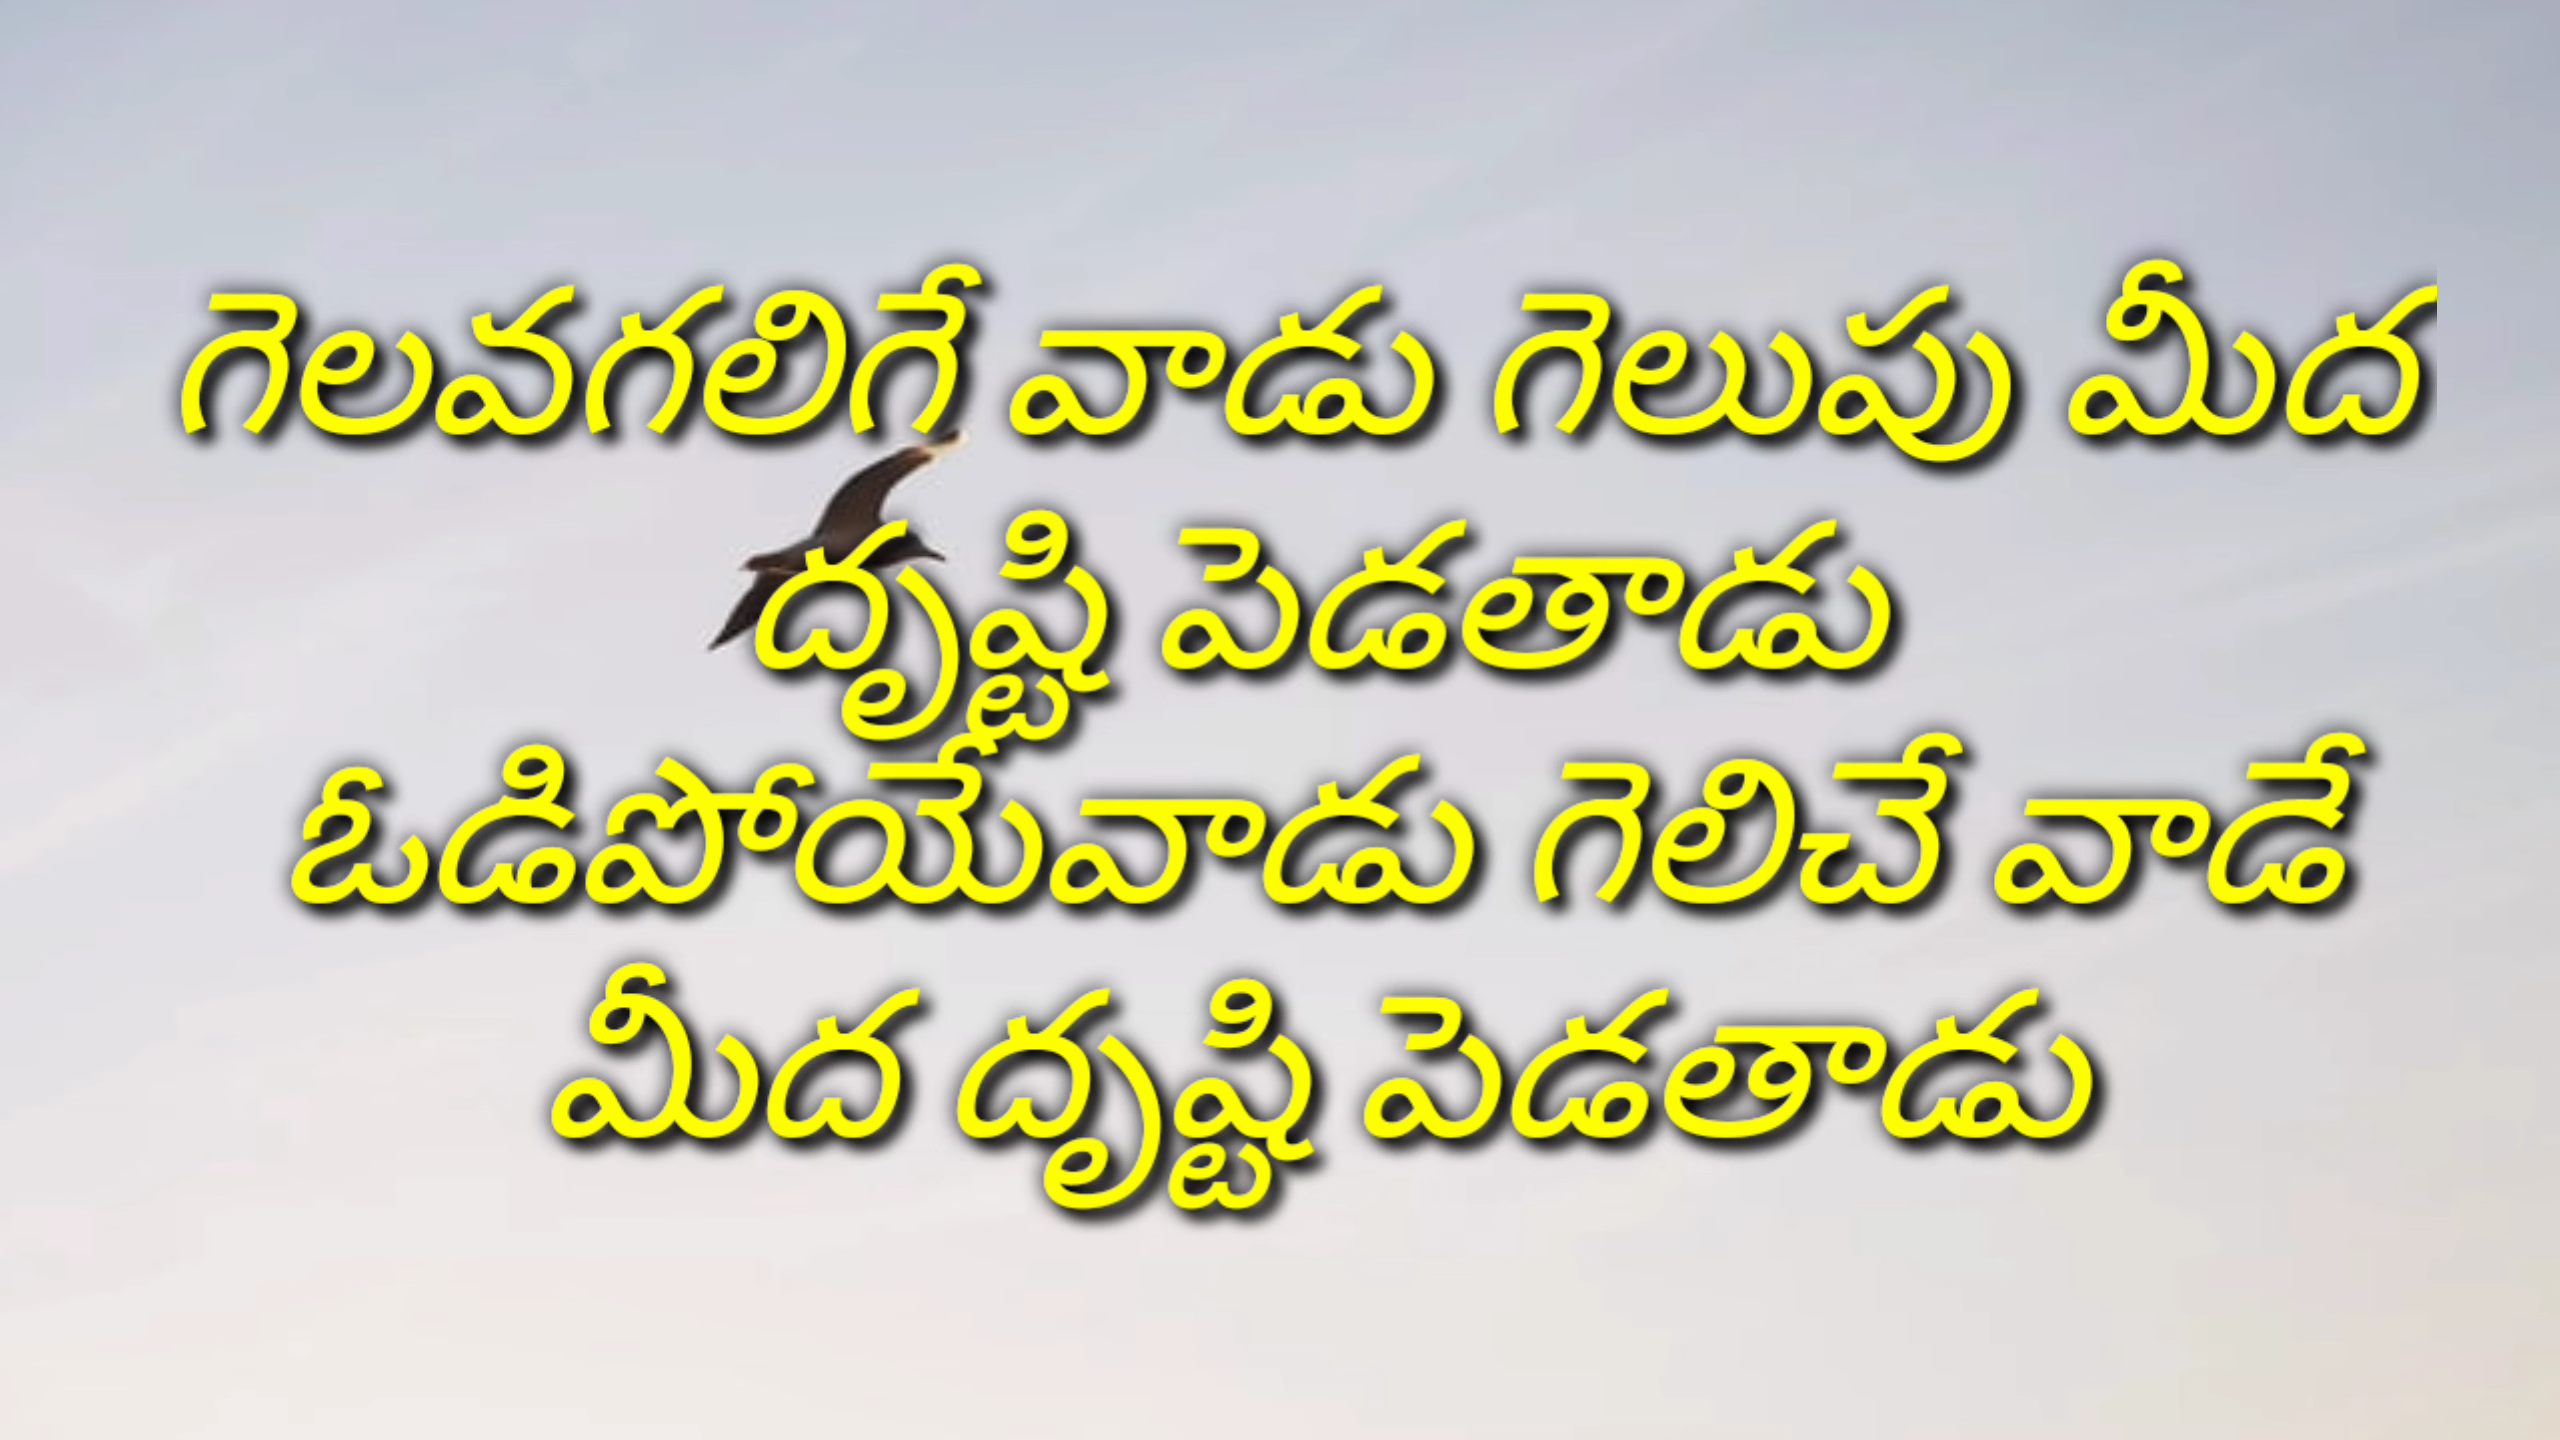 గెలవగలిగే వాడు గెలుపు మీద
దృష్టి పెడతాడు
ఓడిపోయేవాడు గెలిచే వాడే
మీద దృష్టి పెడతాడు